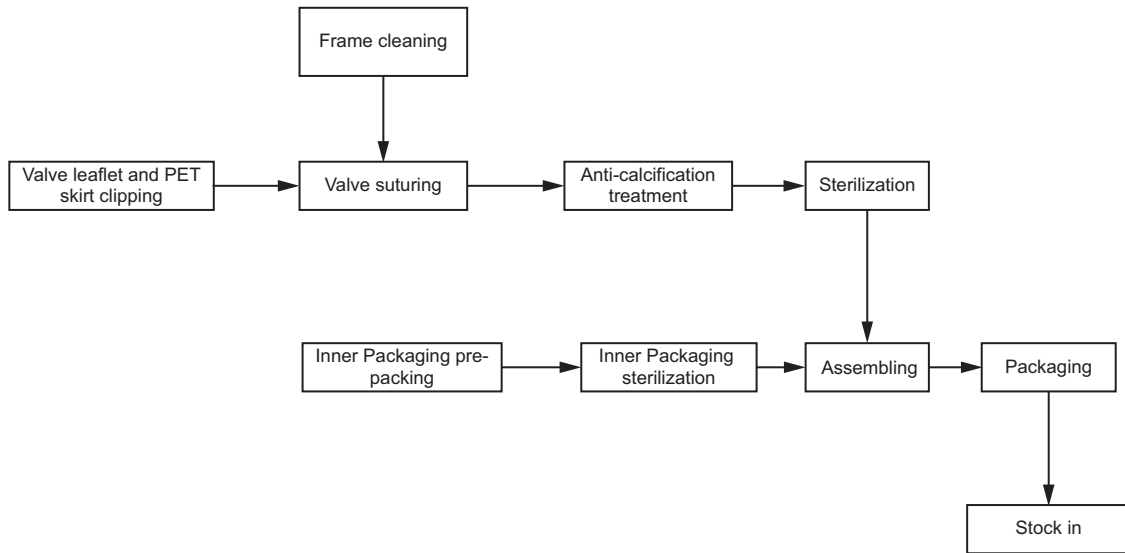 Frame cleaning
Valve leaflet and PET
skirt clipping
Valve suturing
Anti-calcification
treatment
Sterilization
Inner Packaging pre-
packing
Inner Packaging
sterilization
Assembling
Packaging
Stock in